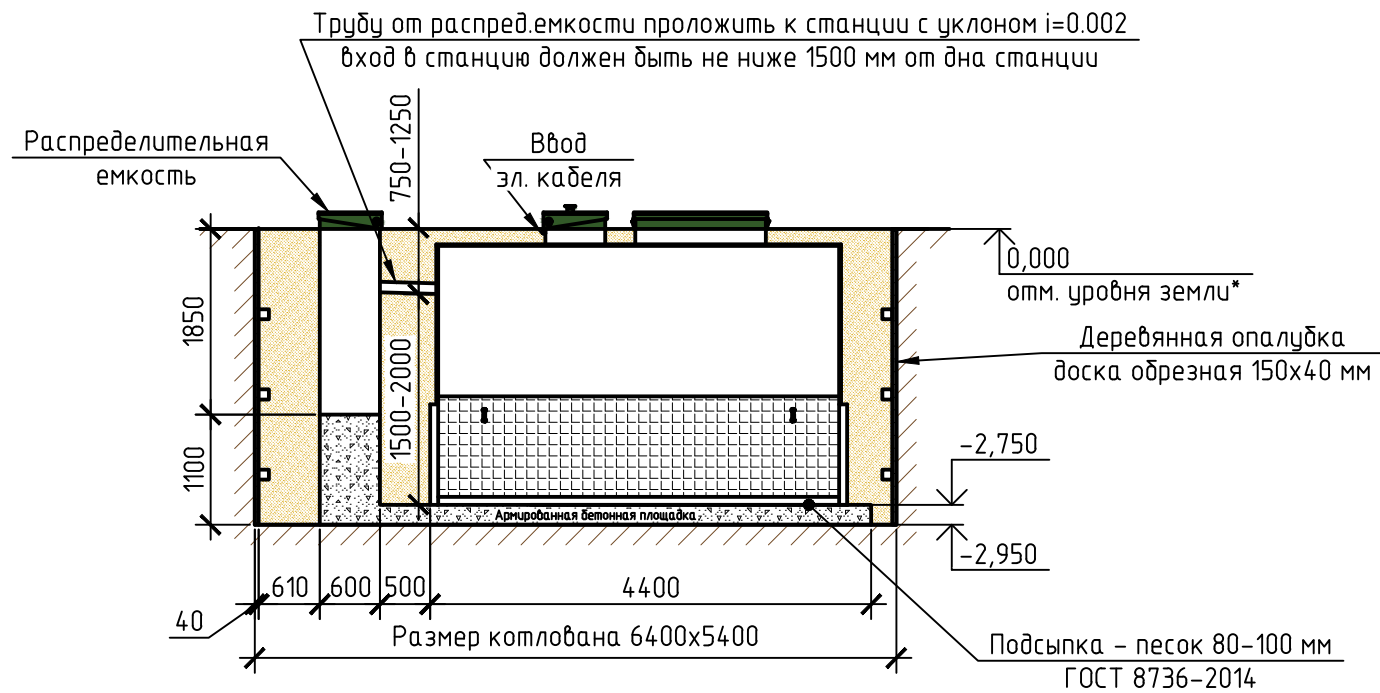 Трубу от распред.емкости проложить к станции с уклоном i=0.002
вход в станцию должен быть не ниже 1500 мм от дна станции
Распределительная
емкость
750-1250
Ввод
эл. кабеля
0,000
отм. уровня земли*
1850
1500-2000
Деревянная опалубка
доска обрезная 150х40 мм
1100
-2,750
Армированная бетонная площадка
-2,950
610
600
500
4400
40
Размер котлована 6400х5400
Подсыпка - песок 80-100 мм
ГОСТ 8736-2014